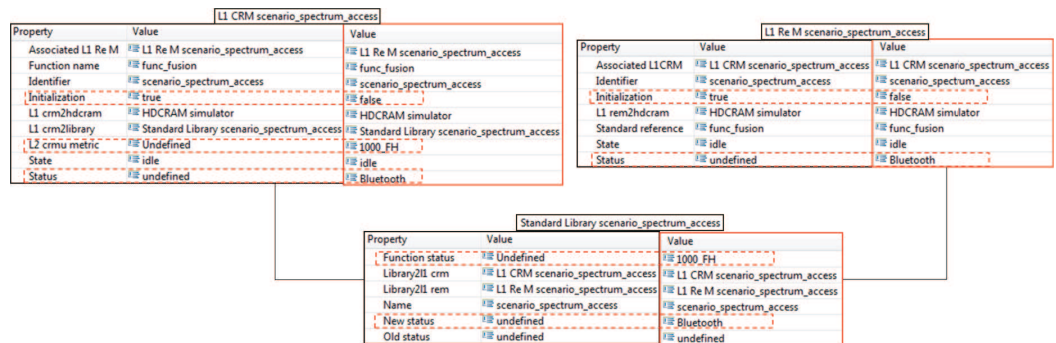 L1 CRM scenario_spectrum_access
Property Value Value
Associated L1 Re M L1 Re M scenario_spectrum_access L1 Re M scenario_spectrum_access
Function name func_fusion func_fusion
Identifier scenario_spectrum_access scenario_spectrum_access
Initialization true false
L1 crm2hdcram HDCRAM simulator HDCRAM simulator
L1 crm2library Standard Library scenario_spectrum_access Standard Library scenario_spectrum_access
L2 crmu metric Undefined 1000_FH
State idle idle
Status undefined Bluetooth
L1 Re M scenario_spectrum_access
Property Value Value
Associated L1CRM L1 CRM scenario_spectrum_access L1 CRM scenario_spectrum_access
Identifier scenario_spectrum_access scenario_spectrum_access
Initialization true false
L1 rem2hdcram HDCRAM simulator HDCRAM simulator
Standard reference func_fusion func_fusion
State idle idle
Status undefined Bluetooth
Standard Library scenario_spectrum_access
Property Value Value
Function status Undefined 1000_FH
Library2l1 crm L1 CRM scenario_spectrum_access L1 CRM scenario_spectrum_access
Library2l1 rem L1 Re M scenario_spectrum_access L1 Re M scenario_spectrum_access
Name scenario_spectrum_access scenario_spectrum_access
New status undefined Bluetooth
Old status undefined undefined